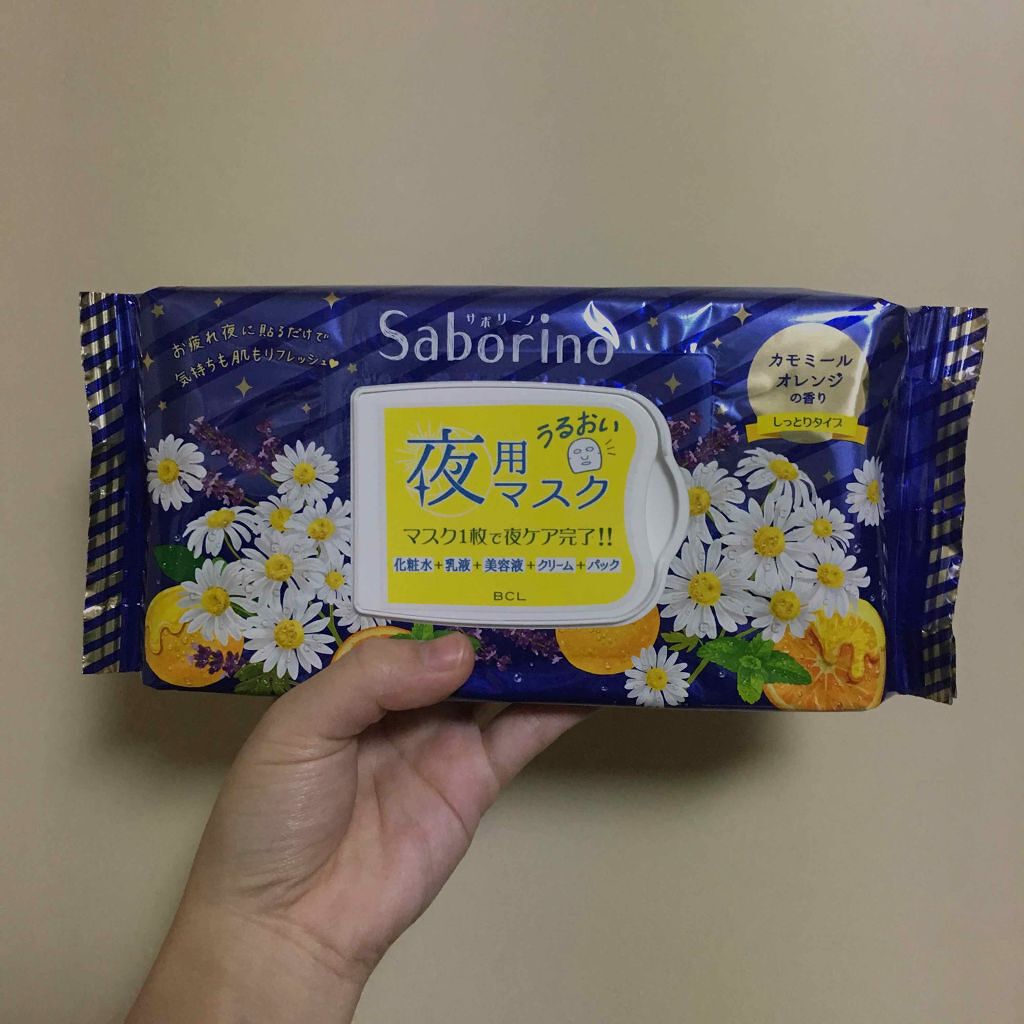 お疲れ夜に貼るだけで
気持ちも肌もリフレッシュ♥
サボリーノ
Saborino
カモミール
オレンジ
の香り
しっとりタイプ
うるおい
夜用
マスク
マスク1枚で夜ケア完了!!
化粧水+乳液+美容液+クリーム+パック
BCL